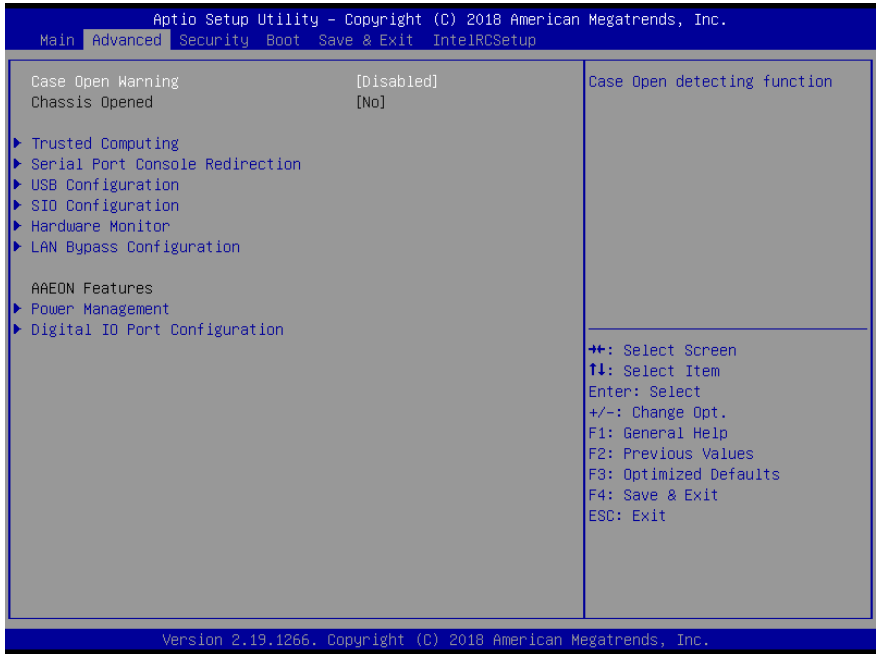 Aptio Setup Utility – Copyright (C) 2018 American Megatrends, Inc.
Main Advanced Security Boot Save & Exit IntelRCSetup
Case Open Warning [Disabled]
Chassis Opened [No]
Trusted Computing
Serial Port Console Redirection
USB Configuration
SIO Configuration
Hardware Monitor
LAN Bypass Configuration
AAEON Features
Power Management
Digital IO Port Configuration
Case Open detecting function
→←: Select Screen
↑↓: Select Item
Enter: Select
+/-: Change Opt.
F1: General Help
F2: Previous Values
F3: Optimized Defaults
F4: Save & Exit
ESC: Exit
Version 2.19.1266. Copyright (C) 2018 American Megatrends, Inc.